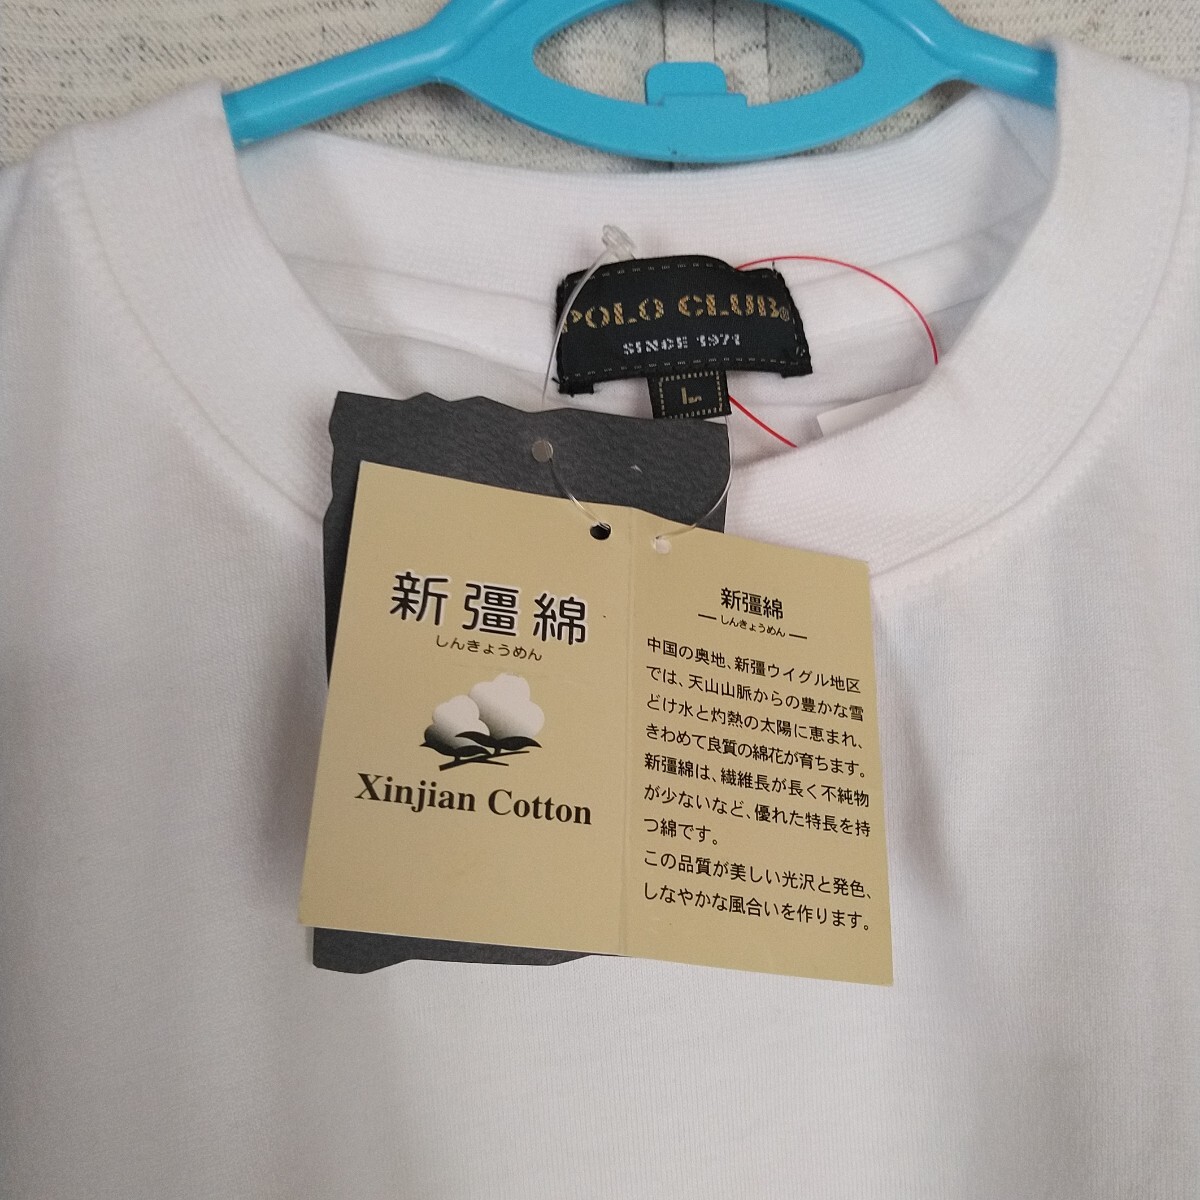 POLO CLUB®
SINCE 1971
L
新彊綿
しんきょうめん
Xinjian Cotton
新彊綿
しんきょうめん
中国の奥地、新彊ウイグル地区
では、天山山脈からの豊かな雪
どけ水と灼熱の太陽に恵まれ、
きわめて良質の綿花が育ちます。
新彊綿は、繊維長が長く不純物
が少ないなど、優れた特長を持
つ綿です。
この品質が美しい光沢と発色、
しなやかな風合いを作ります。